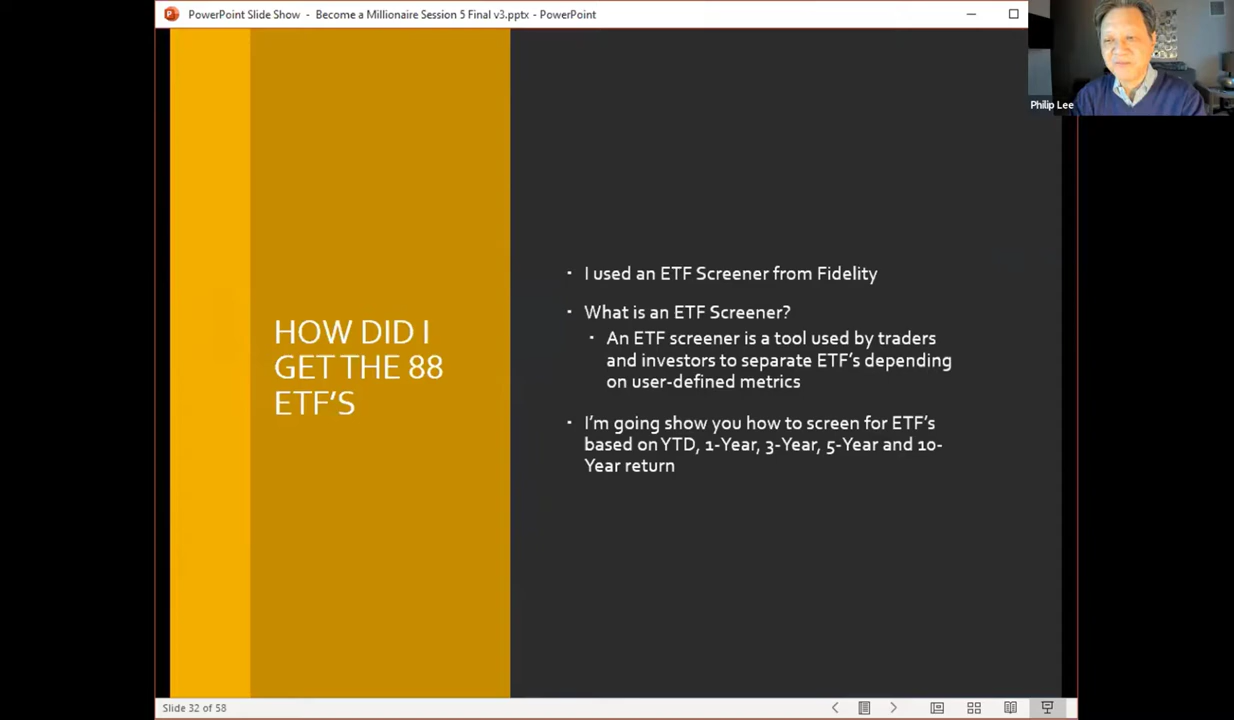 PowerPoint Slide Show - Become a Millionaire Session 5 Final v3.pptx - PowerPoint
Philip Lee
HOW DID I
GET THE 88
ETF'S
▪ I used an ETF Screener from Fidelity
▪ What is an ETF Screener?
▪ An ETF screener is a tool used by traders
and investors to separate ETF's depending
on user-defined metrics
▪ I'm going show you how to screen for ETF's
based on YTD, 1-Year, 3-Year, 5-Year and 10-
Year return
Slide 32 of 58